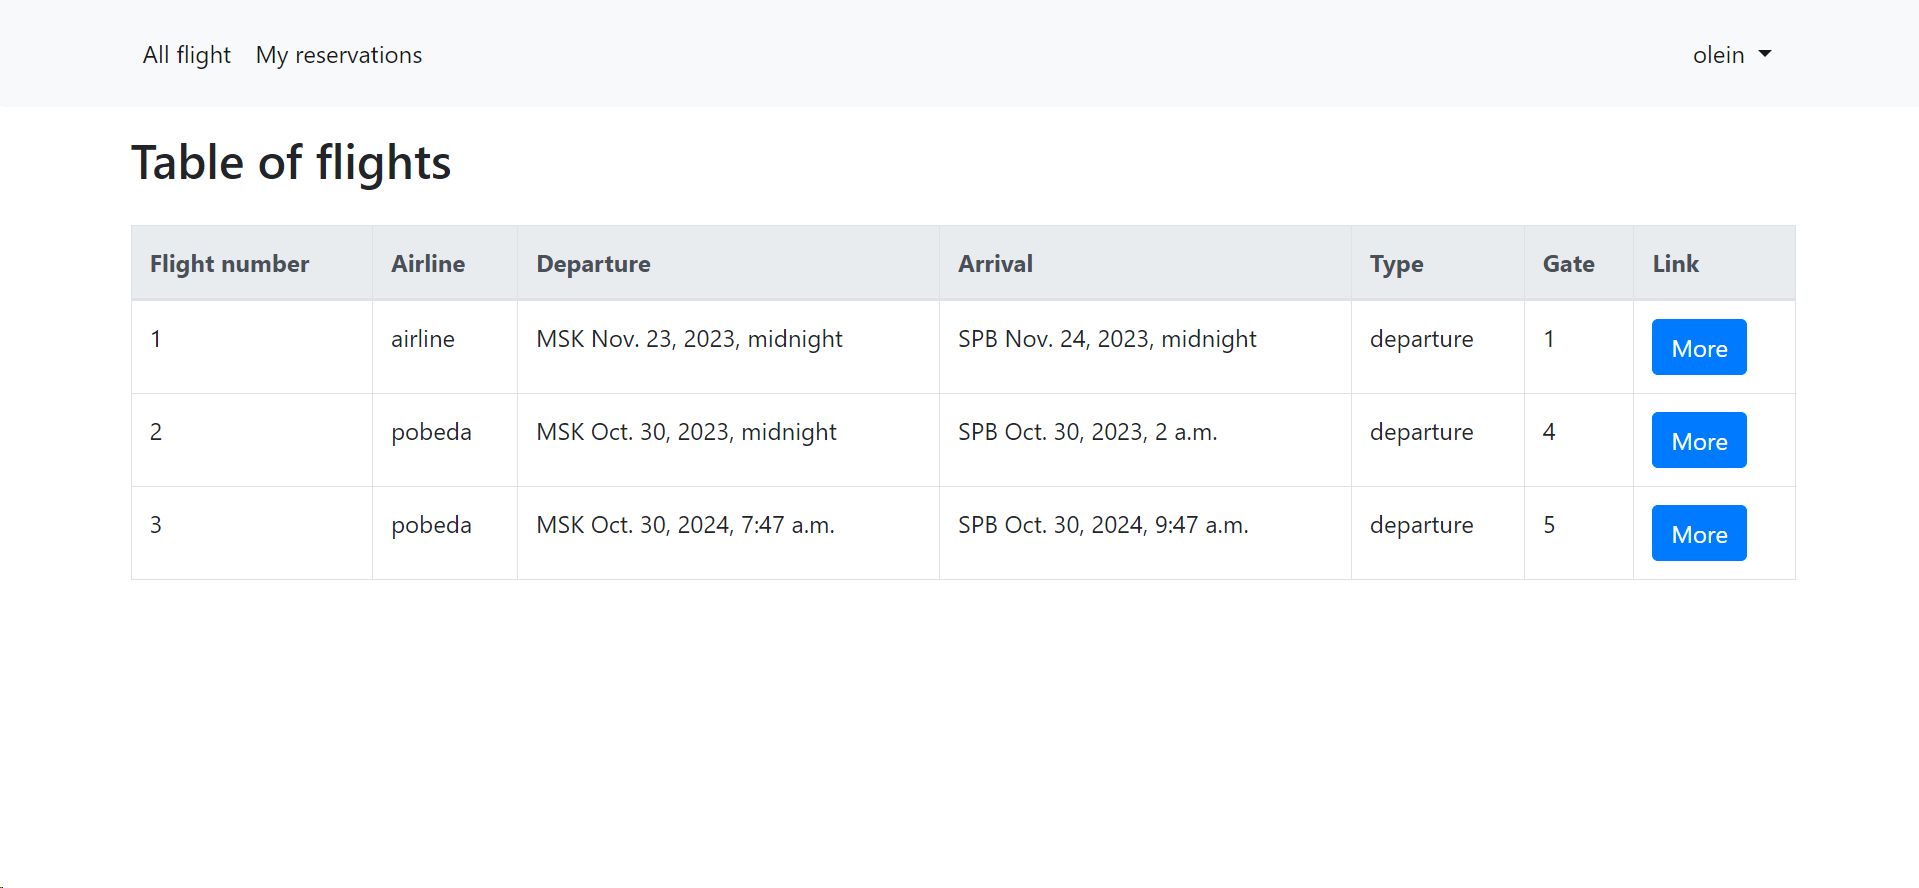 All flight My reservations olein
Table of flights
Flight number Airline Departure Arrival Type Gate Link
1 airline MSK Nov. 23, 2023, midnight SPB Nov. 24, 2023, midnight departure 1 More
2 pobeda MSK Oct. 30, 2023, midnight SPB Oct. 30, 2023, 2 a.m. departure 4 More
3 pobeda MSK Oct. 30, 2024, 7:47 a.m. SPB Oct. 30, 2024, 9:47 a.m. departure 5 More